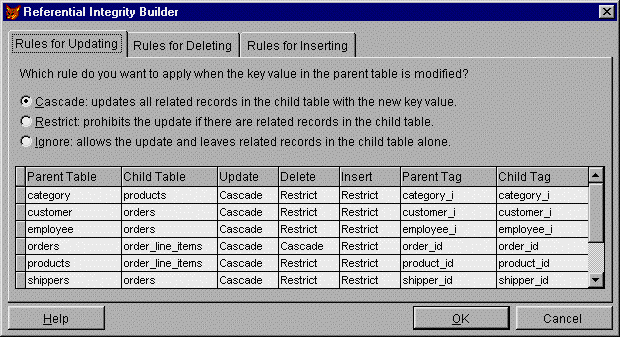 Referential Integrity Builder
Rules for Updating Rules for Deleting Rules for Inserting
Which rule do you want to apply when the key value in the parent table is modified?
Cascade: updates all related records in the child table with the new key value.
Restrict: prohibits the update if there are related records in the child table.
Ignore: allows the update and leaves related records in the child table alone.
Parent Table Child Table Update Delete Insert Parent Tag Child Tag
category products Cascade Restrict Restrict category_i category_i
customer orders Cascade Restrict Restrict customer_i customer_i
employee orders Cascade Restrict Restrict employee_i employee_i
orders order_line_items Cascade Cascade Restrict order_id order_id
products order_line_items Cascade Restrict Restrict product_id product_id
shippers orders Cascade Restrict Restrict shipper_id shipper_id
Help OK Cancel